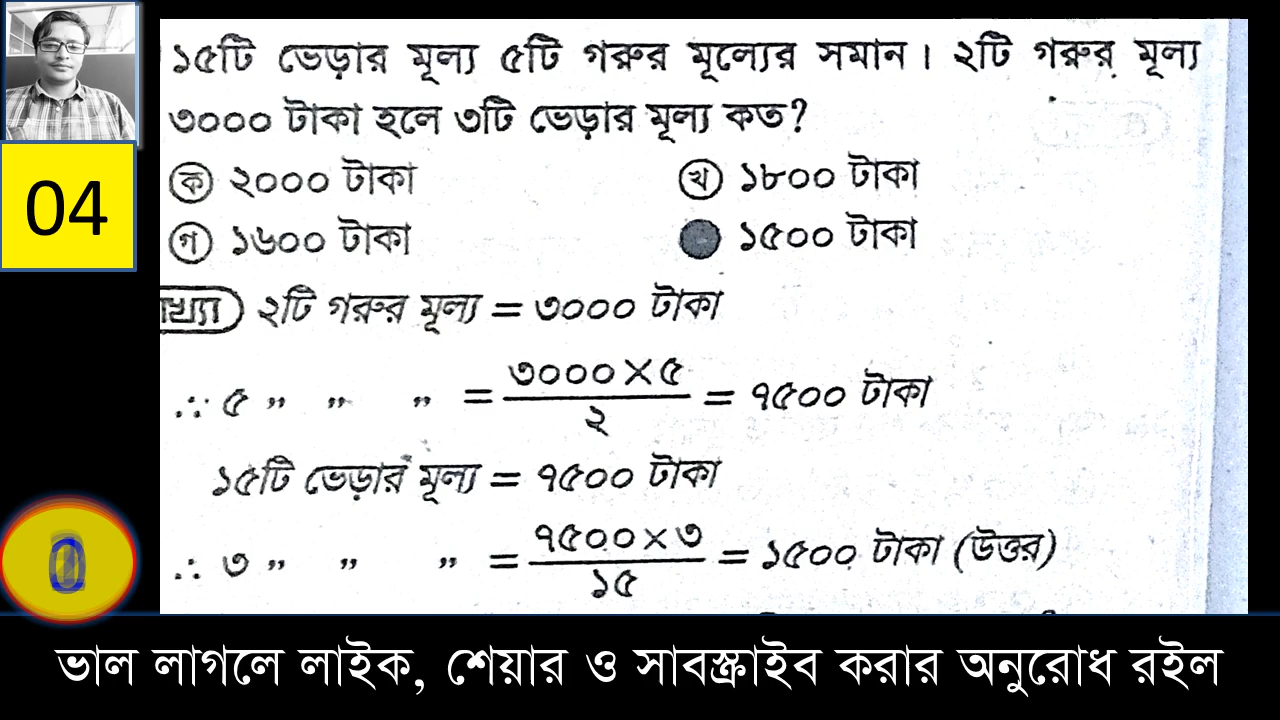 ১৫টি ভেড়ার মূল্য ৫টি গরুর মূল্যের সমান। ২টি গরুর মূল্য
৩০০০ টাকা হলে ৩টি ভেড়ার মূল্য কত?
04
ক ২০০০ টাকা
খ ১৮০০ টাকা
গ ১৬০০ টাকা
১৫০০ টাকা
খ্যা ২টি গরুর মূল্য = ৩০০০ টাকা
∴ ৫ " " " = ৩০০০×৫ / ২ = ৭৫০০ টাকা
১৫টি ভেড়ার মূল্য = ৭৫০০ টাকা
∴ ৩ " " " = ৭৫০০×৩ / ১৫ = ১৫০০ টাকা (উত্তর)
ভাল লাগলে লাইক, শেয়ার ও সাবস্ক্রাইব করার অনুরোধ রইল